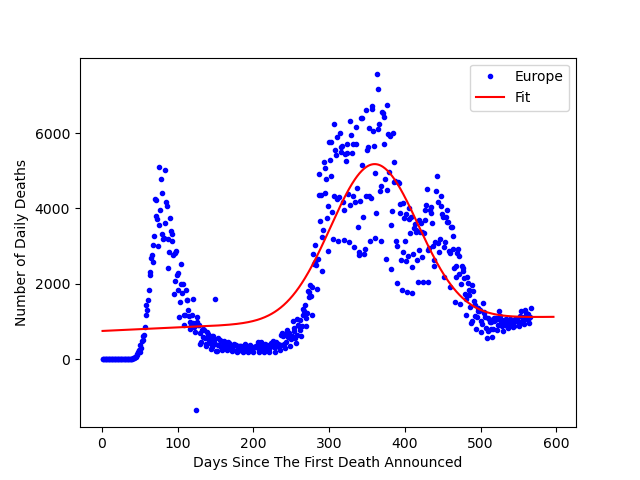 Europe
Fit
Number of Daily Deaths
6000
4000
2000
0
0 100 200 300 400 500 600
Days Since The First Death Announced